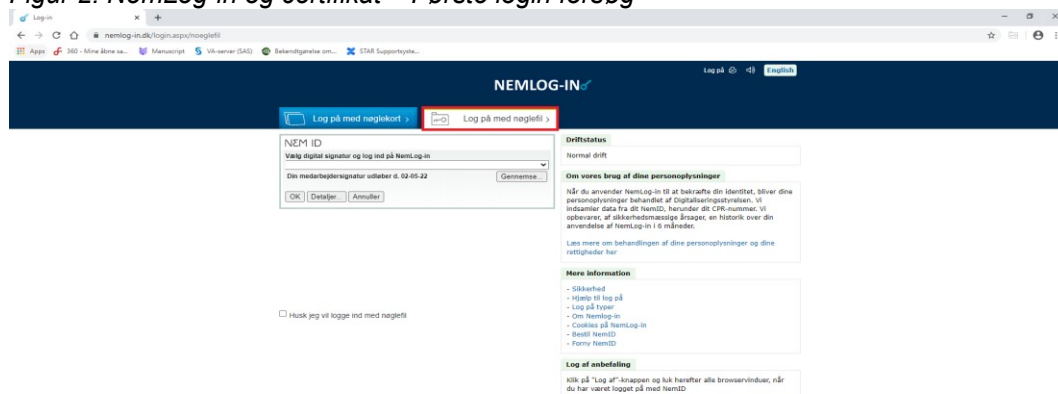 Figur 2. NemLog-in og certifikat – Første login forsøg
Log-in
nemlog-in.dk/login.aspx/noeglefil
Apps
360 - Mine åbne sa...
Manuscript
VA-server (SAS)
Bekendtgørelse om...
STAR Supportsyste...
Log på
English
NEMLOG-IN
Log på med nøglekort ›
Log på med nøglefil ›
NEM ID
Vælg digital signatur og log ind på NemLog-in
Din medarbejdersignatur udløber d. 02-05-22
Gennemse...
OK
Detaljer...
Annuller
Husk jeg vil logge ind med nøglefil
Driftstatus
Normal drift
Om vores brug af dine personoplysninger
Når du anvender NemLog-in til at bekræfte din identitet, bliver dine
personoplysninger behandlet af Digitaliseringsstyrelsen. Vi
indsamler data fra dit NemID, herunder dit CPR-nummer. Vi
opbevarer, af sikkerhedsmæssige årsager, en historik over din
anvendelse af NemLog-in i 6 måneder.
Læs mere om behandlingen af dine personoplysninger og dine
rettigheder her
Mere information
- Sikkerhed
- Hjælp til log på
- Log på typer
- Om Nemlog-in
- Cookies på NemLog-in
- Bestil NemID
- Forny NemID
Log af anbefaling
Klik på "Log af"-knappen og luk herefter alle browservinduer, når
du har været logget på med NemID